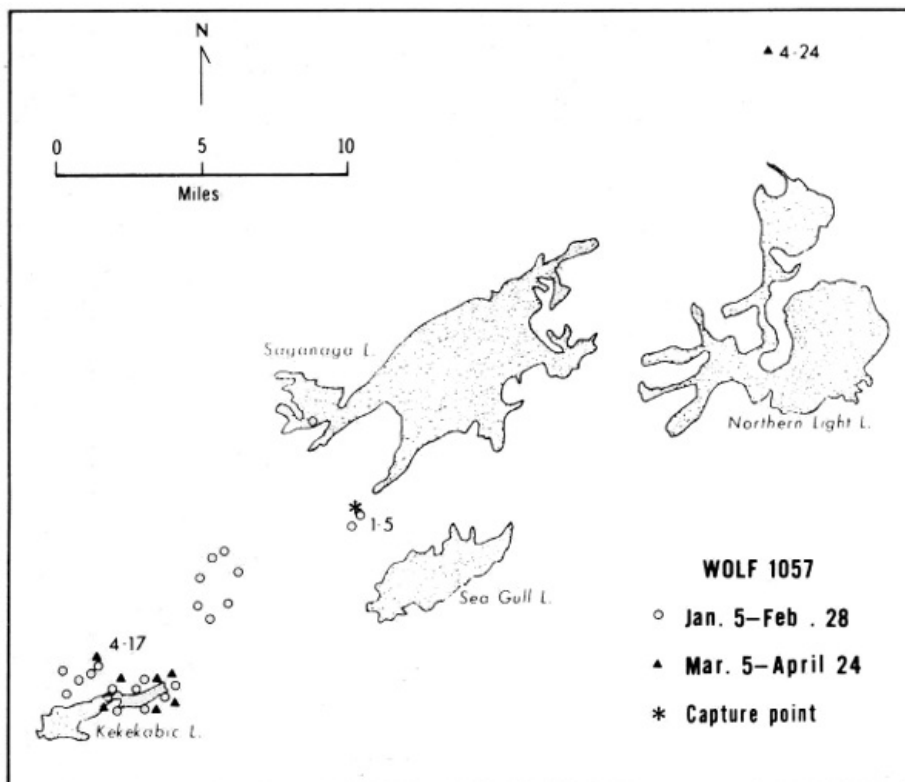 N
4-24
0 5 10
Miles
Saganaga L.
Northern Light L.
1-5
Sea Gull L.
WOLF 1057
Jan. 5–Feb . 28
4-17
Mar. 5–April 24
Kekekabic L.
Capture point